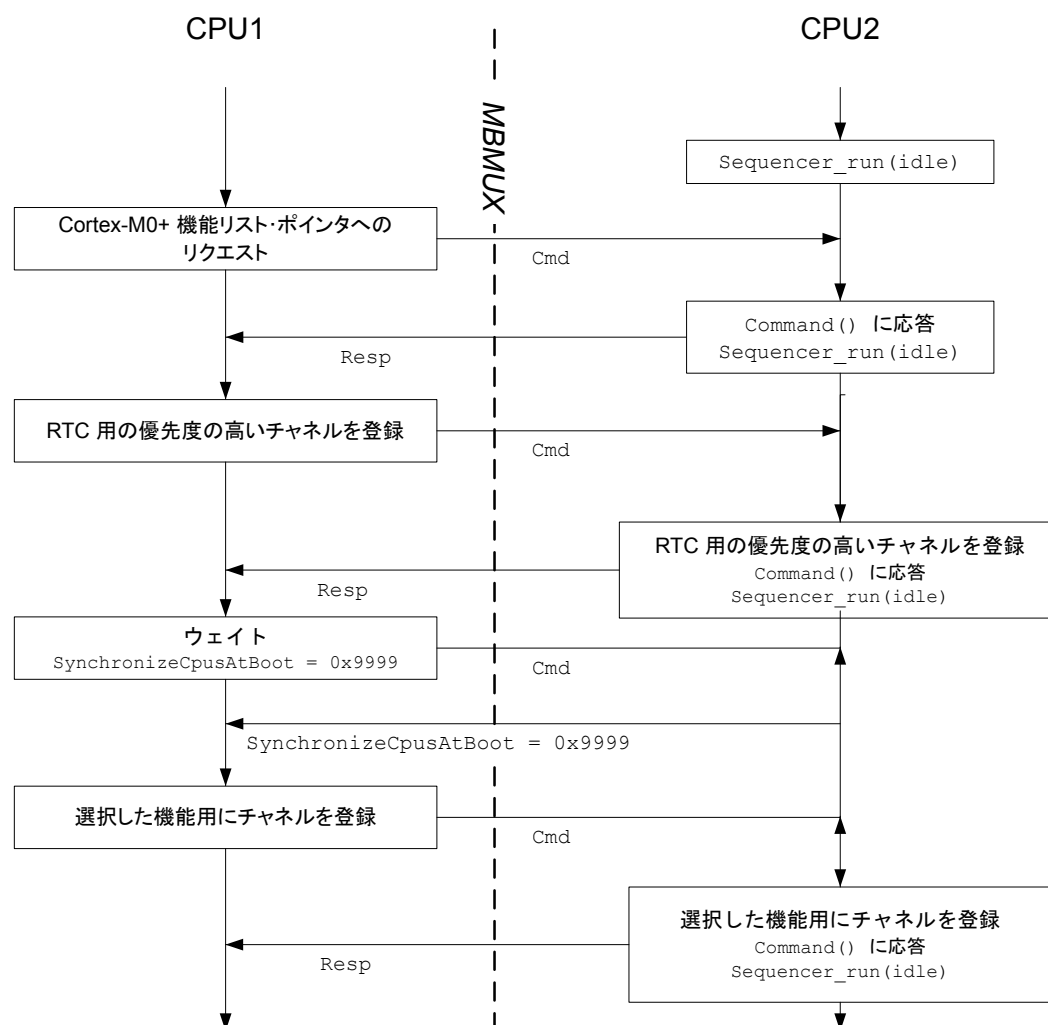 CPU1
CPU2
MBMUX
Sequencer_run(idle)
Cortex-M0+ 機能リスト・ポインタへの
リクエスト
Cmd
Command() に応答
Sequencer_run(idle)
Resp
RTC 用の優先度の高いチャネルを登録
Cmd
RTC 用の優先度の高いチャネルを登録
Command() に応答
Sequencer_run(idle)
Resp
ウェイト
SynchronizeCpusAtBoot = 0x9999
Cmd
SynchronizeCpusAtBoot = 0x9999
選択した機能用にチャネルを登録
Cmd
選択した機能用にチャネルを登録
Command() に応答
Sequencer_run(idle)
Resp